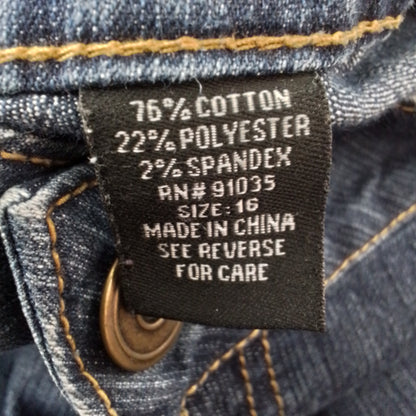 76% COTTON
22% POLYESTER
2% SPANDEX
RN# 91035
SIZE: 16
MADE IN CHINA
SEE REVERSE
FOR CARE